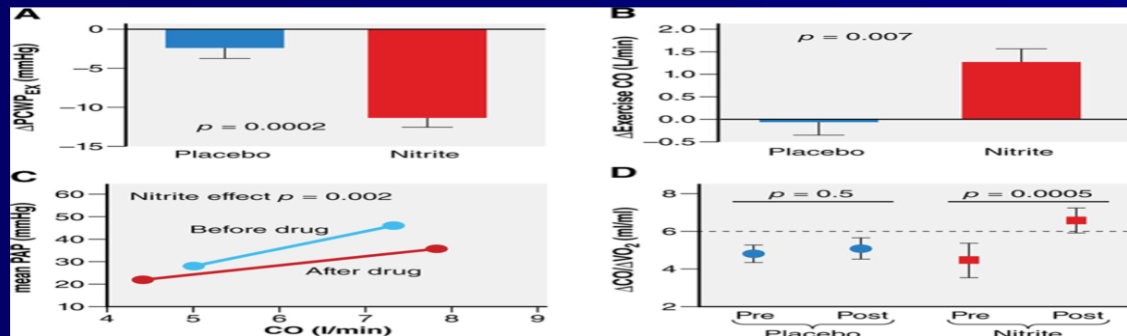 A
ΔPCWPEX (mmHg)
0
−5
−10
−15
p = 0.0002
Placebo
Nitrite
B
ΔExercise CO (L/min)
2.0
1.5
1.0
0.5
0.0
−0.5
p = 0.007
Placebo
Nitrite
C
mean PAP (mmHg)
60
50
40
30
20
10
Nitrite effect p = 0.002
Before drug
After drug
4
5
6
7
8
9
CO (l/min)
D
ΔCO/ΔVO2 (ml/ml)
8
6
4
2
p = 0.5
p = 0.0005
Pre
Post
Pre
Post
Placebo
Nitrite